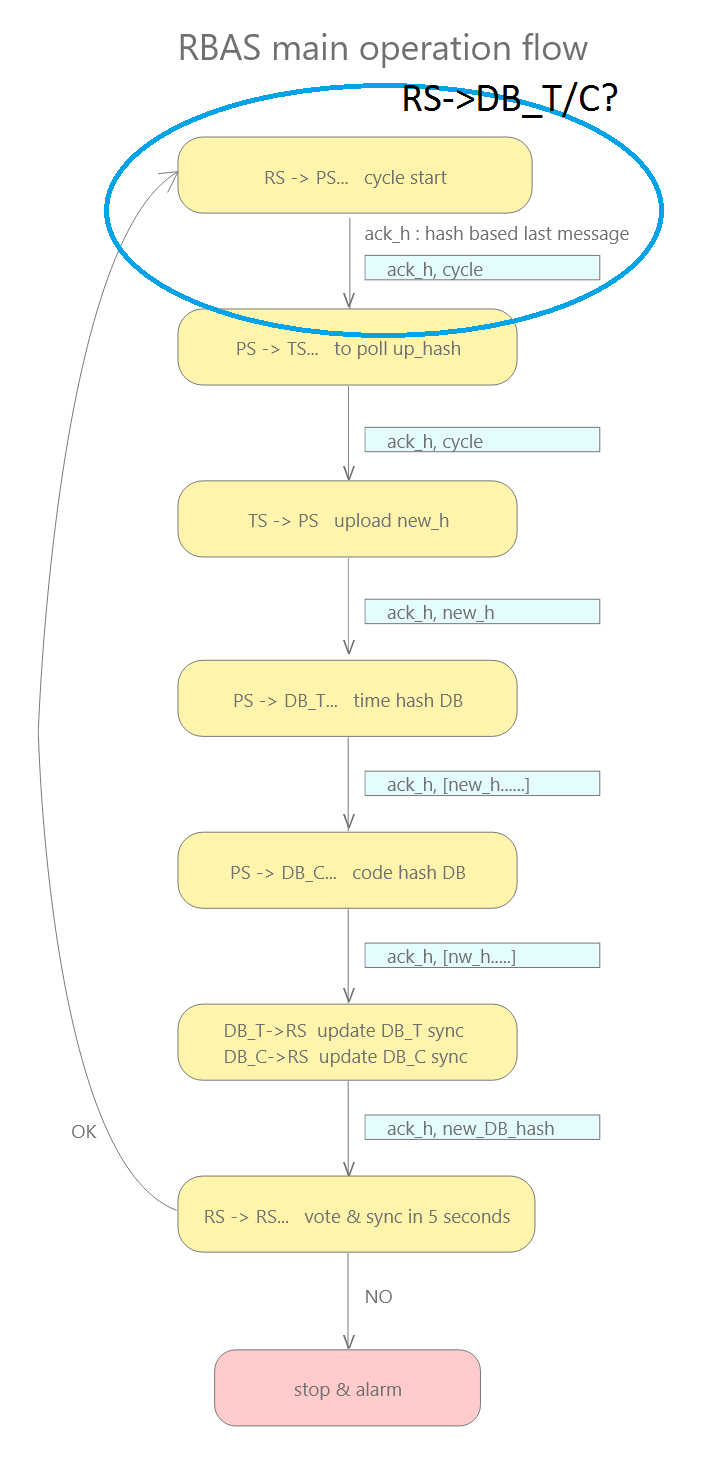 RBAS main operation flow
RS->DB_T/C?
RS -> PS... cycle start
ack_h : hash based last message
ack_h, cycle
PS -> TS... to poll up_hash
ack_h, cycle
TS -> PS upload new_h
ack_h, new_h
PS -> DB_T... time hash DB
ack_h, [new_h......]
PS -> DB_C... code hash DB
ack_h, [nw_h.....]
DB_T->RS update DB_T sync
DB_C->RS update DB_C sync
ack_h, new_DB_hash
OK
RS -> RS... vote & sync in 5 seconds
NO
stop & alarm